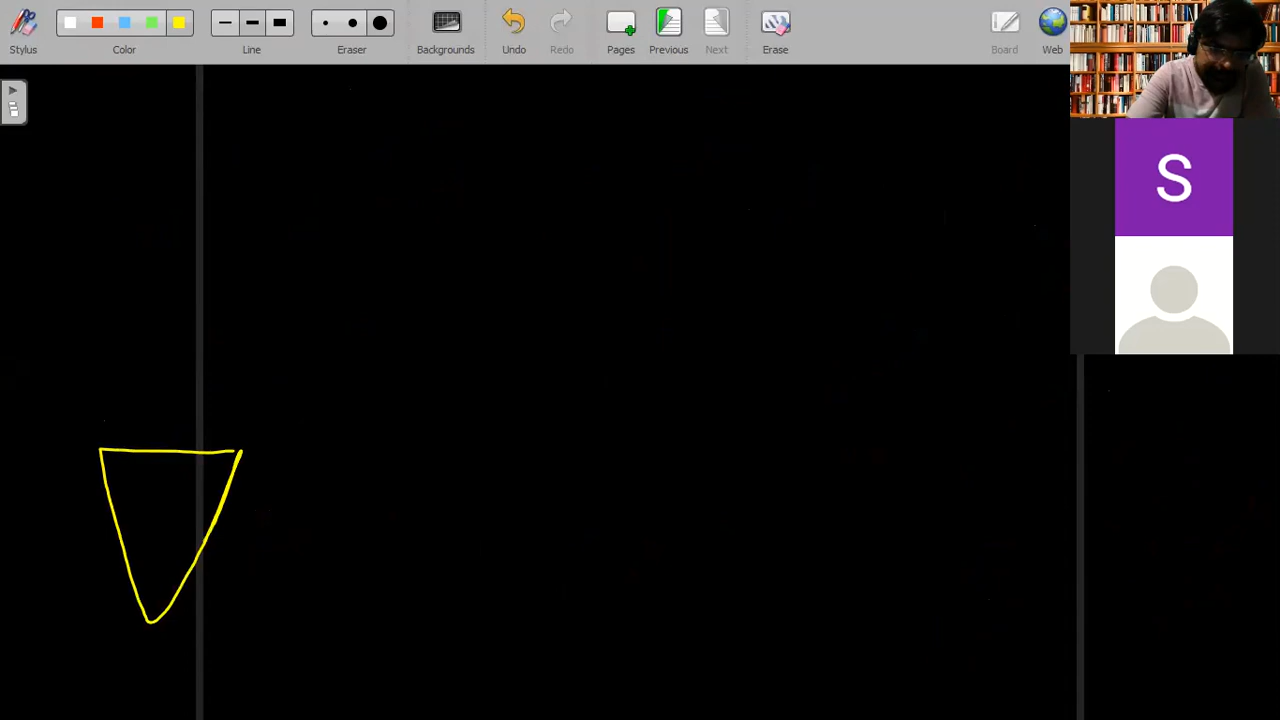 Stylus
Color
Line
Eraser
Backgrounds
Undo
Redo
Pages
Previous
Next
Erase
Board
Web
S